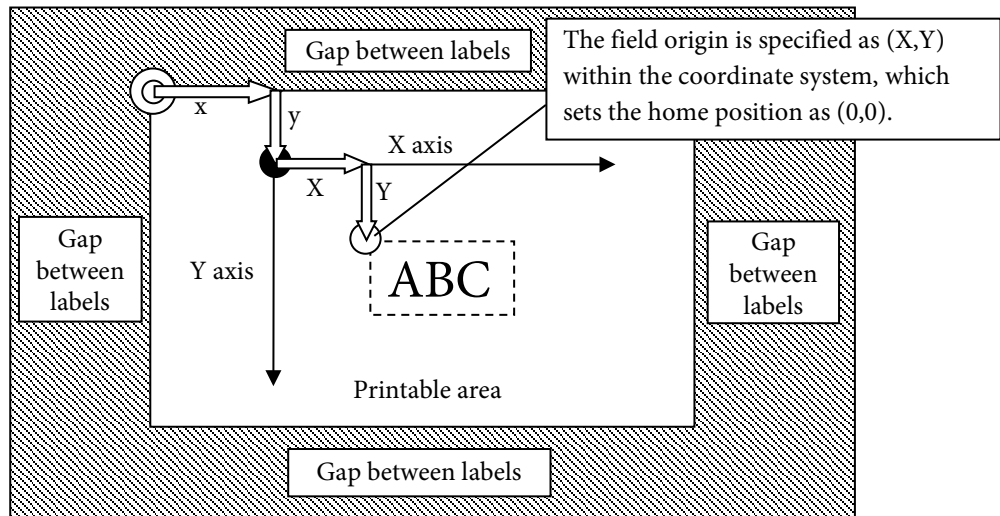 Gap between labels
The field origin is specified as (X,Y)
within the coordinate system, which
sets the home position as (0,0).
x
y
X axis
X
Y
Gap
between
labels
Y axis
ABC
Gap
between
labels
Printable area
Gap between labels